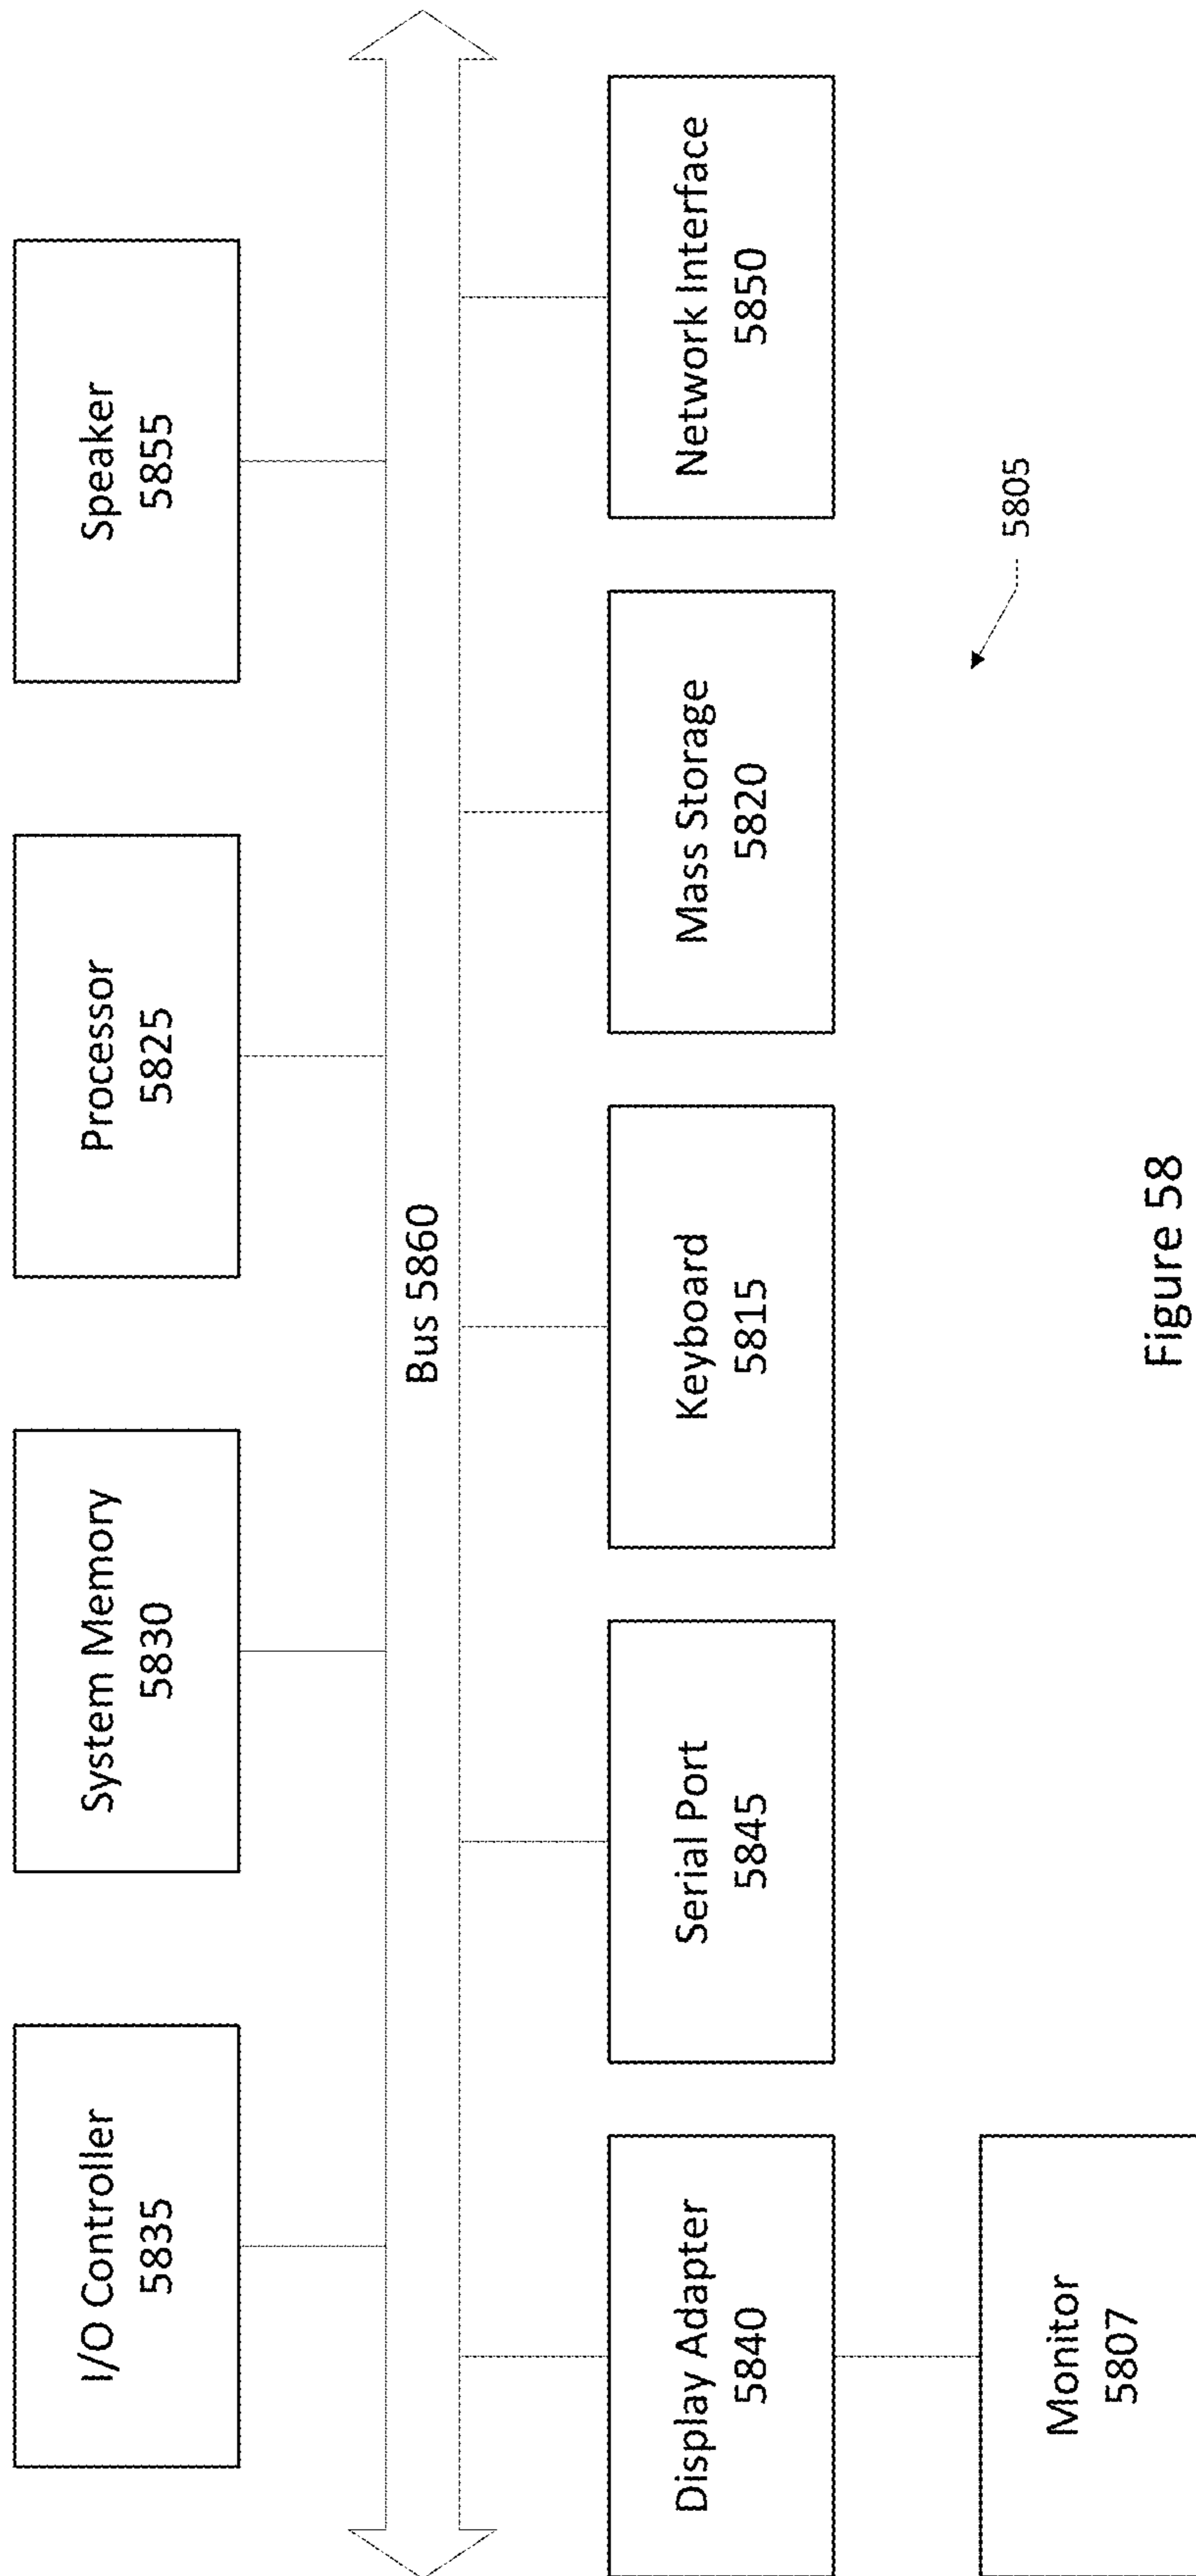 I/O Controller
5835
System Memory
5830
Processor
5825
Speaker
5855
Bus 5860
Display Adapter
5840
Serial Port
5845
Keyboard
5815
Mass Storage
5820
Network Interface
5850
Monitor
5807
5805
Figure 58